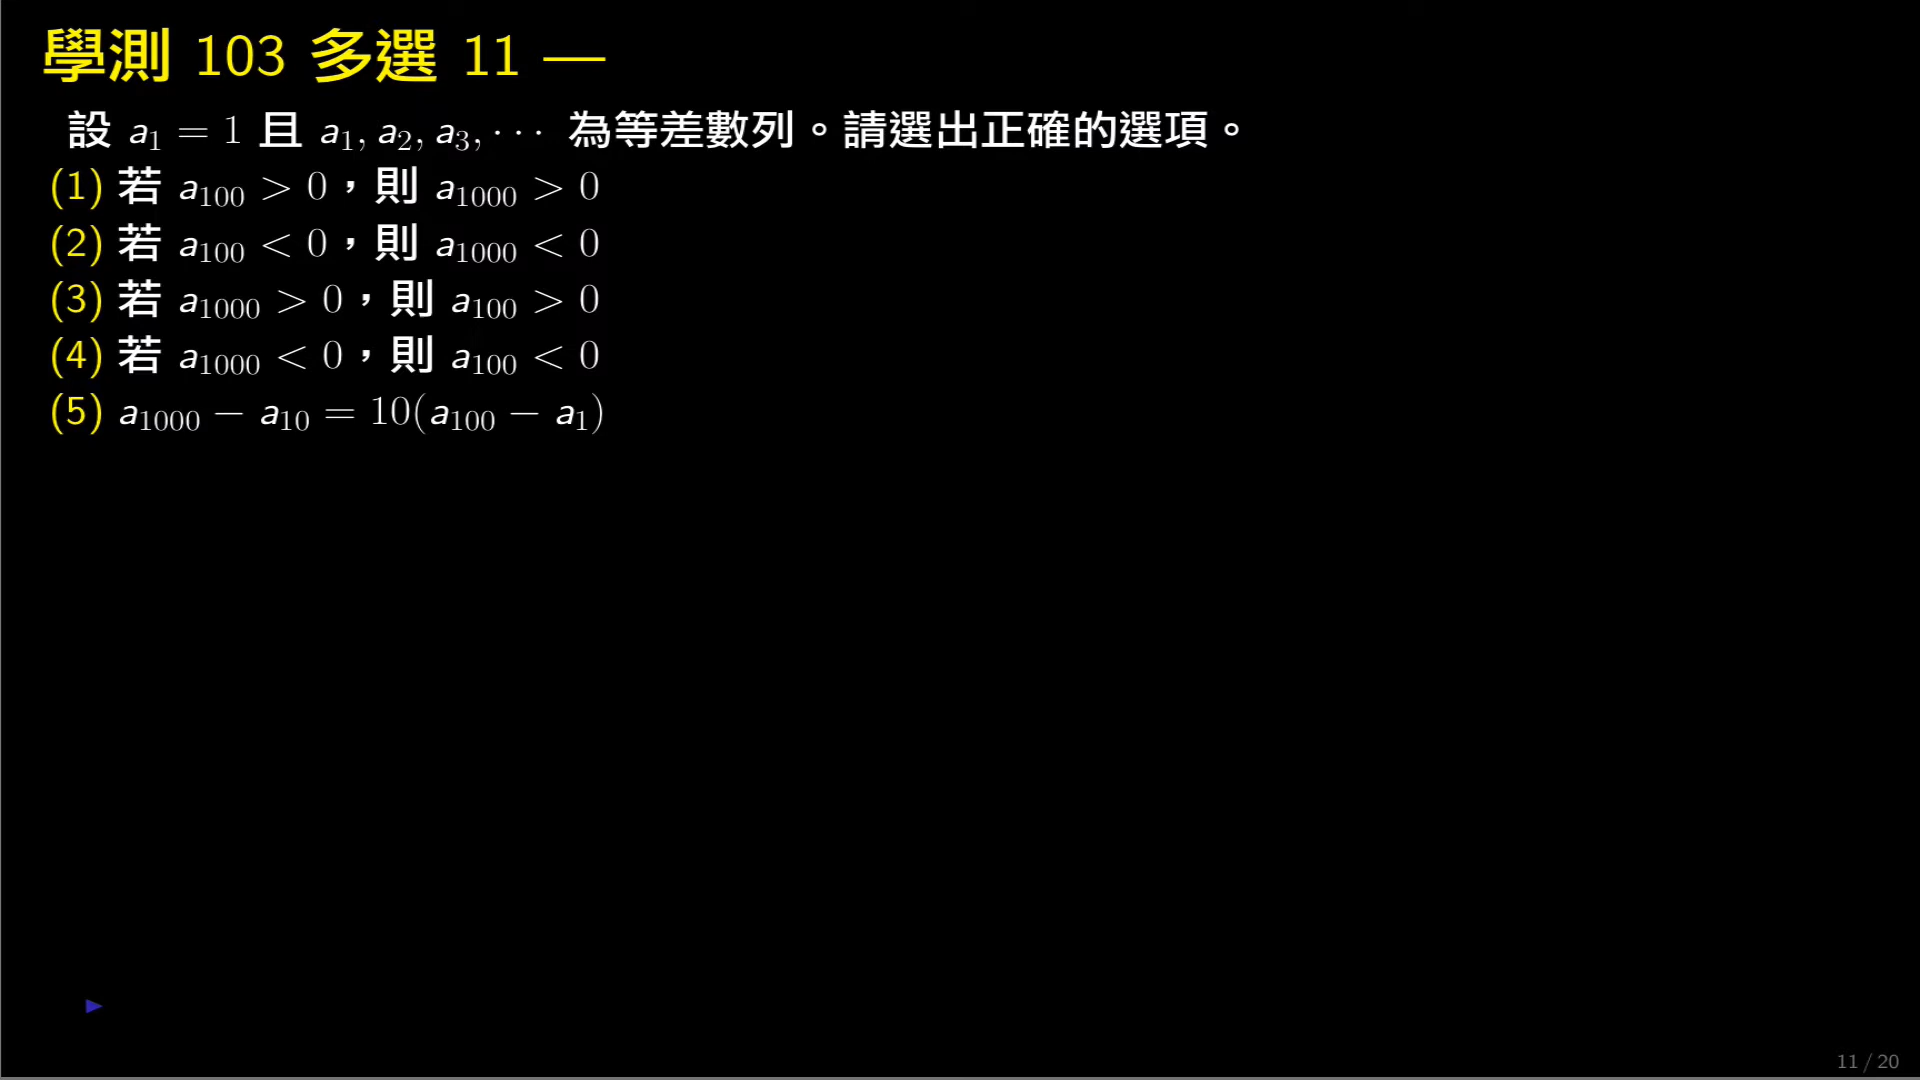 學測 103 多選 11 —
設 a₁ = 1 且 a₁, a₂, a₃, ⋯ 為等差數列。請選出正確的選項。
(1) 若 a₁₀₀ > 0，則 a₁₀₀₀ > 0
(2) 若 a₁₀₀ < 0，則 a₁₀₀₀ < 0
(3) 若 a₁₀₀₀ > 0，則 a₁₀₀ > 0
(4) 若 a₁₀₀₀ < 0，則 a₁₀₀ < 0
(5) a₁₀₀₀ − a₁₀ = 10(a₁₀₀ − a₁)
11 / 20